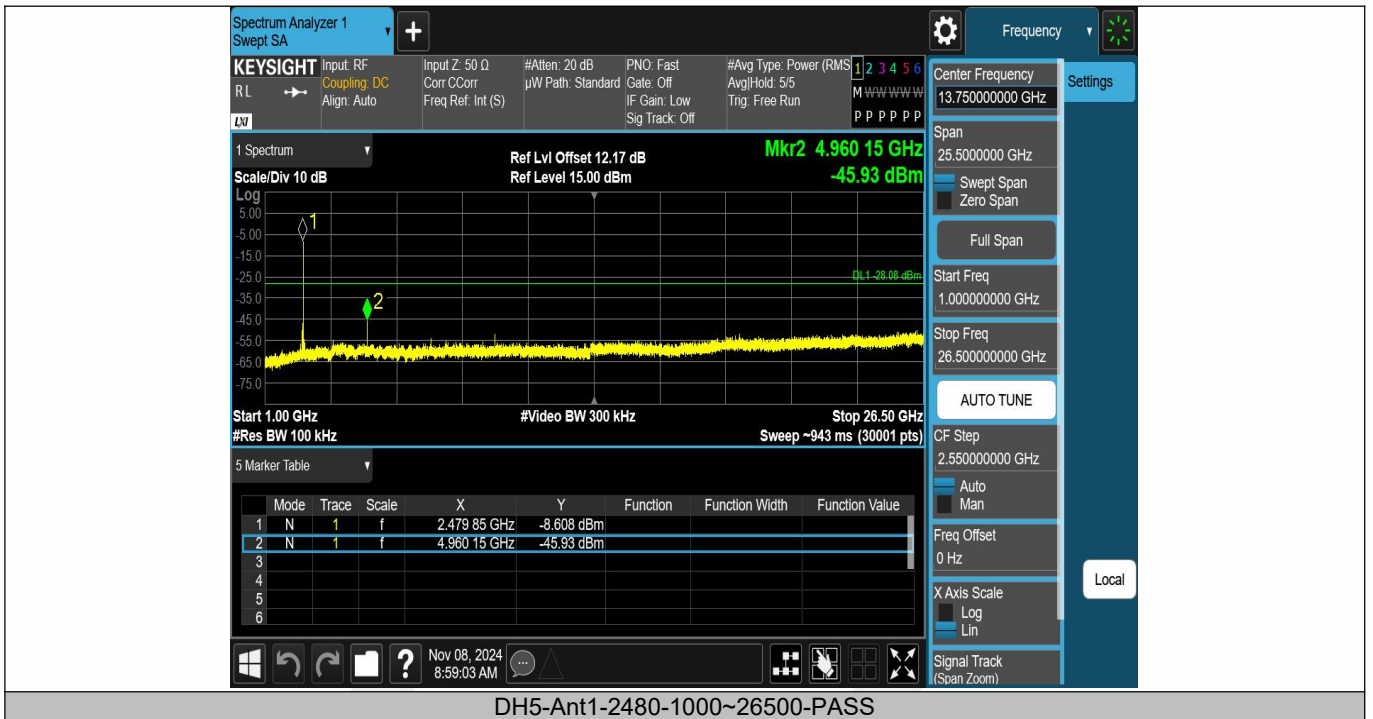 Spectrum Analyzer 1
Swept SA
+
Frequency
KEYSIGHT
RL
LXI
Input: RF
Coupling: DC
Align: Auto
Input Z: 50 Ω
Corr CCorr
Freq Ref: Int (S)
#Atten: 20 dB
µW Path: Standard
PNO: Fast
Gate: Off
IF Gain: Low
Sig Track: Off
#Avg Type: Power (RMS
Avg|Hold: 5/5
Trig: Free Run
1 2 3 4 5 6
M W W W W W
P P P P P P
1 Spectrum
Scale/Div 10 dB
Ref Lvl Offset 12.17 dB
Ref Level 15.00 dBm
Mkr2 4.960 15 GHz
-45.93 dBm
Log
5.00
-5.00
-15.0
-25.0
-35.0
-45.0
-55.0
-65.0
-75.0
1
2
DL1 -28.08 dBm
Start 1.00 GHz
#Video BW 300 kHz
Stop 26.50 GHz
#Res BW 100 kHz
Sweep ~943 ms (30001 pts)
5 Marker Table
Mode Trace Scale X Y Function Function Width Function Value
1 N 1 f 2.479 85 GHz -8.608 dBm
2 N 1 f 4.960 15 GHz -45.93 dBm
3
4
5
6
?
Nov 08, 2024
8:59:03 AM
Center Frequency
13.750000000 GHz
Settings
Span
25.5000000 GHz
Swept Span
Zero Span
Full Span
Start Freq
1.000000000 GHz
Stop Freq
26.500000000 GHz
AUTO TUNE
CF Step
2.550000000 GHz
Auto
Man
Freq Offset
0 Hz
X Axis Scale
Log
Lin
Local
Signal Track
(Span Zoom)
DH5-Ant1-2480-1000~26500-PASS